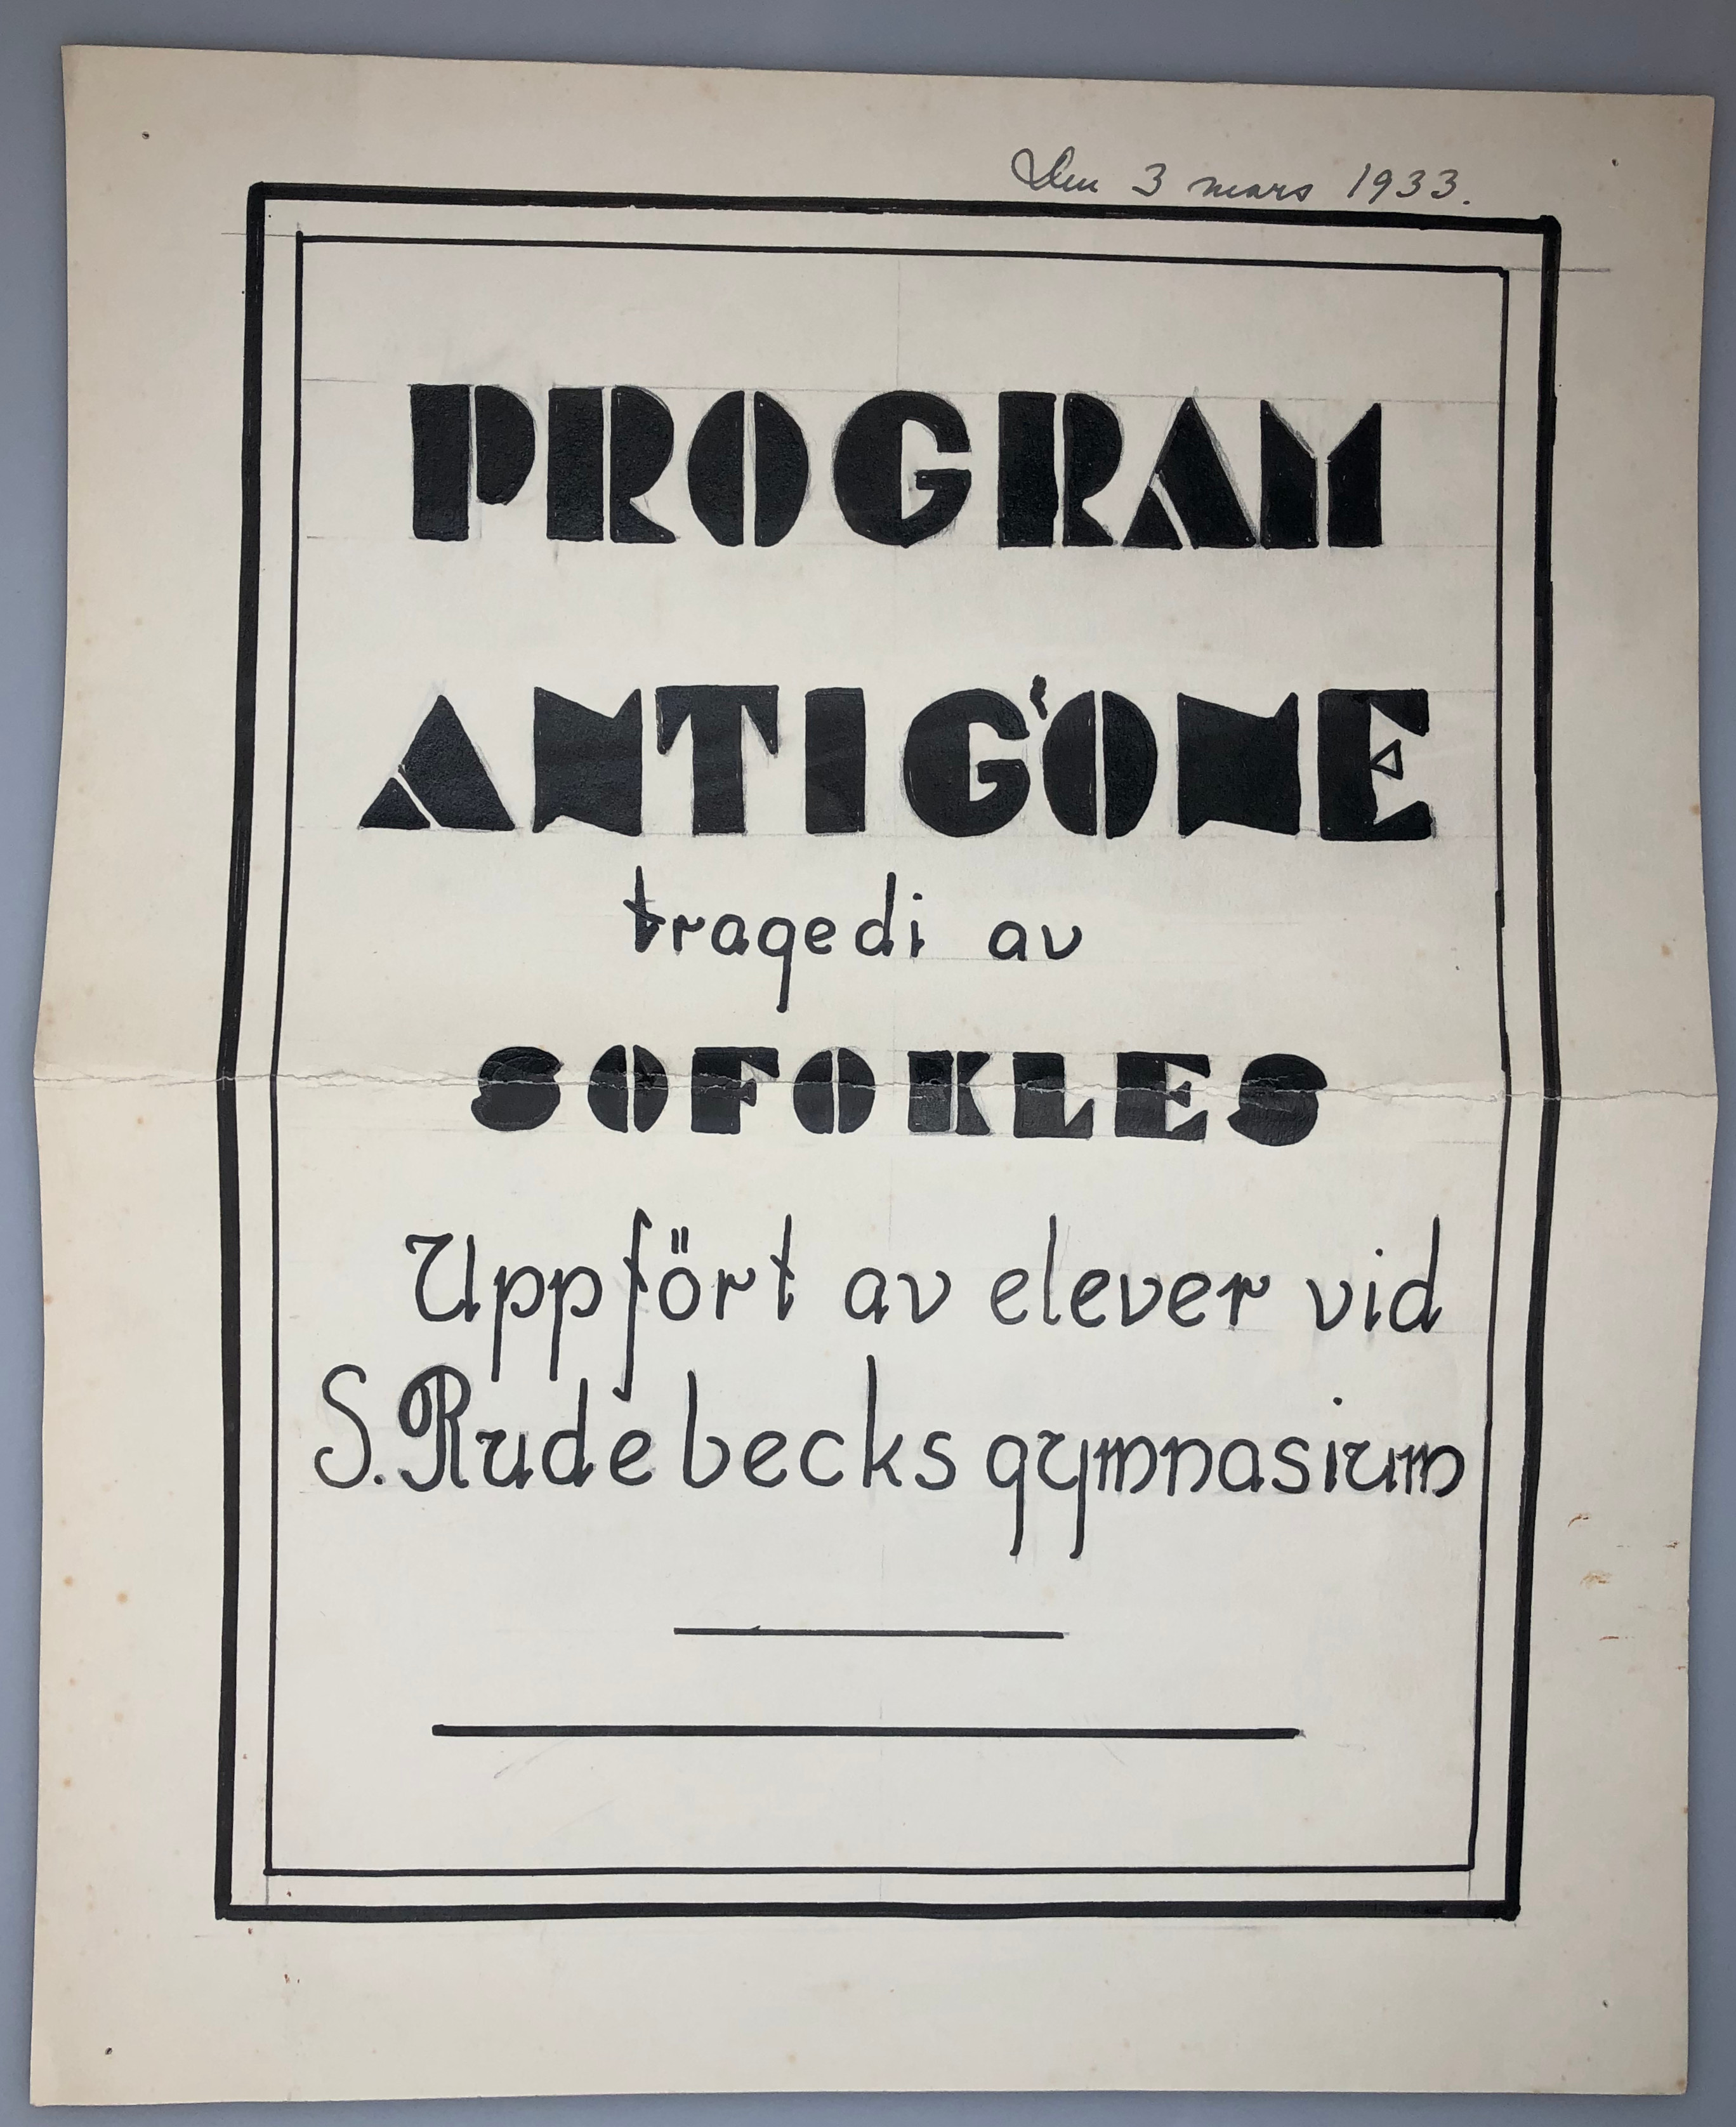 Den 3 mars 1933.
PROGRAM
ANTIGONE
tragedi av
SOFOKLES
Uppfört av elever vid
S. Rudebecks gymnasium